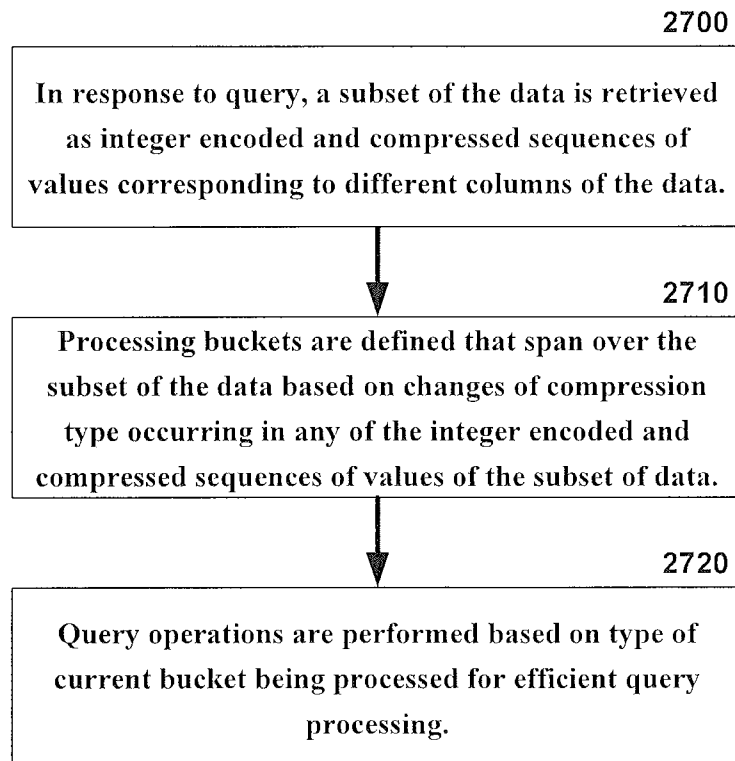 2700
In response to query, a subset of the data is retrieved
as integer encoded and compressed sequences of
values corresponding to different columns of the data.
2710
Processing buckets are defined that span over the
subset of the data based on changes of compression
type occurring in any of the integer encoded and
compressed sequences of values of the subset of data.
2720
Query operations are performed based on type of
current bucket being processed for efficient query
processing.